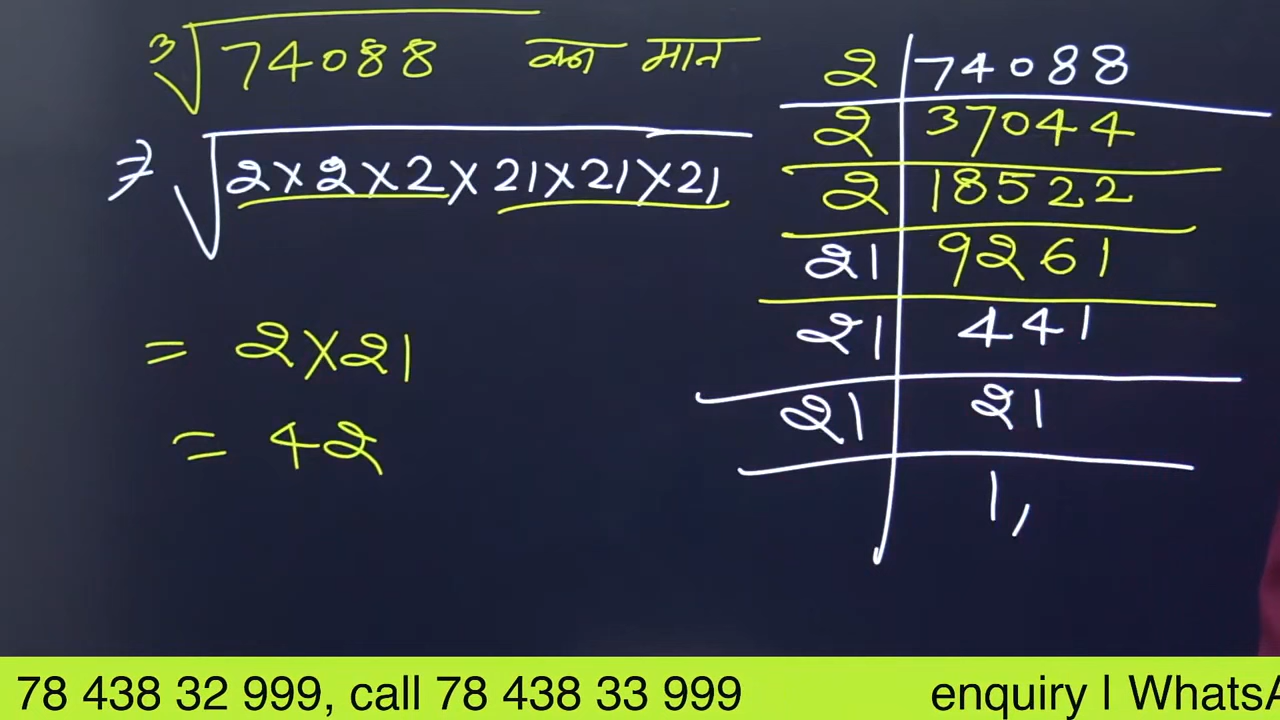 ∛74088 का मान
⇒ √2×2×2×21×21×21
= 2×21
= 42
2 | 74088
2 | 37044
2 | 18522
21 | 9261
21 | 441
21 | 21
1,
78 438 32 999, call 78 438 33 999 enquiry | WhatsA